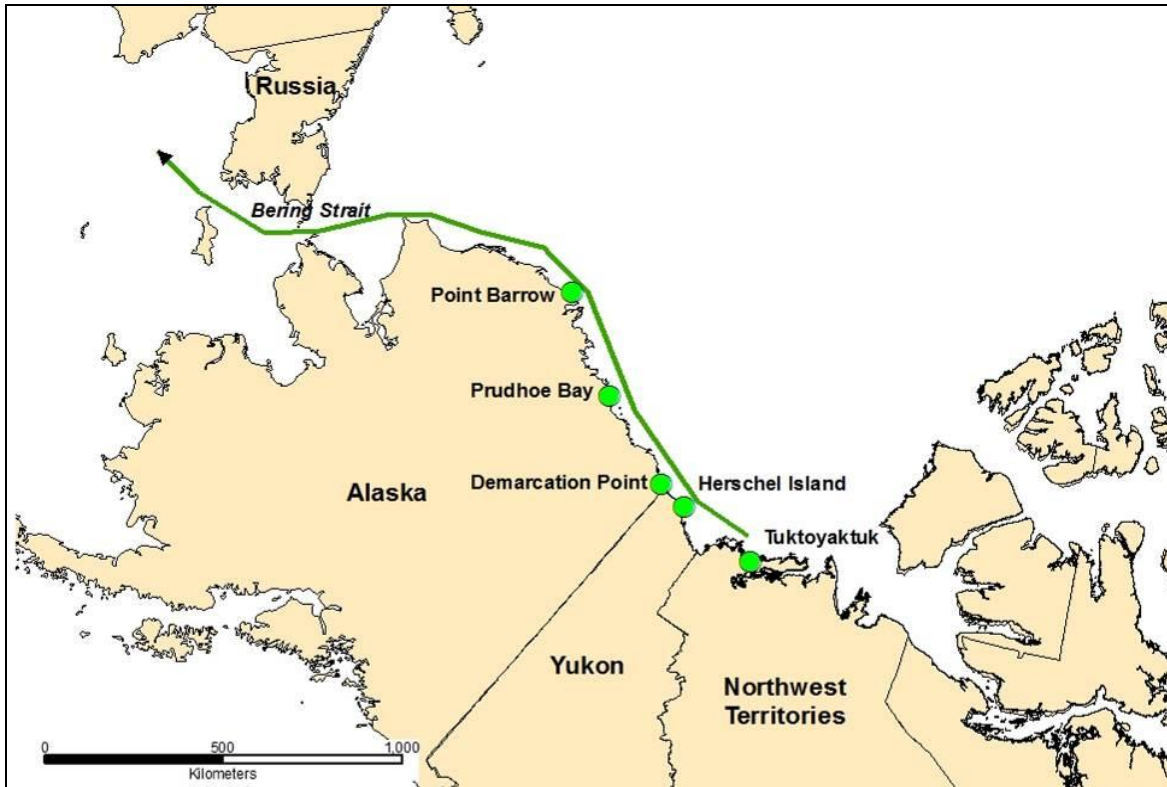 Russia
Bering Strait
Point Barrow
Prudhoe Bay
Demarcation Point
Herschel Island
Alaska
Tuktoyaktuk
Yukon
Northwest
Territories
0 500 1,000
Kilometers